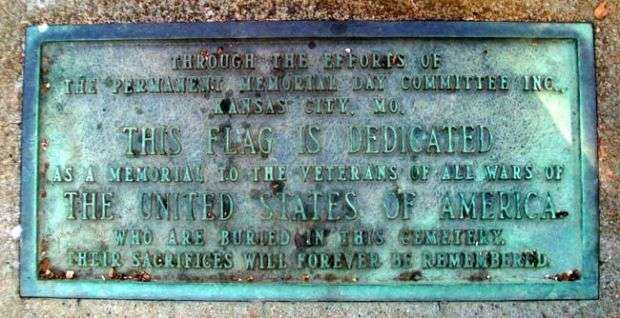 THROUGH THE EFFORTS OF
THE PERMANENT MEMORIAL DAY COMMITTEE INC.,
KANSAS CITY, MO.
THIS FLAG IS DEDICATED
AS A MEMORIAL TO THE VETERANS OF ALL WARS OF
THE UNITED STATES OF AMERICA
WHO ARE BURIED IN THIS CEMETERY.
THEIR SACRIFICES WILL FOREVER BE REMEMBERED.